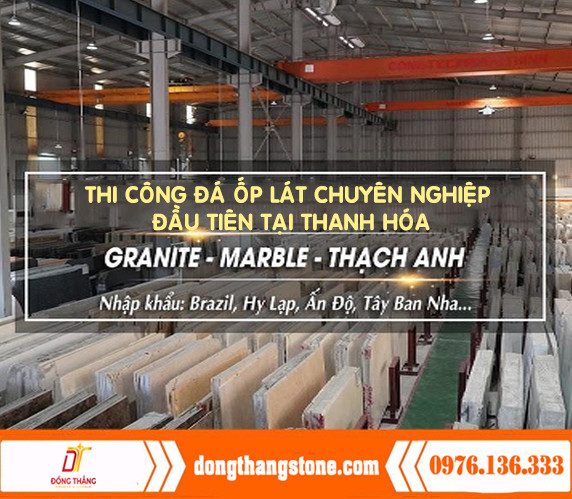 THI CÔNG ĐÁ ỐP LÁT CHUYÊN NGHIỆP
ĐẦU TIÊN TẠI THANH HÓA
GRANITE - MARBLE - THẠCH ANH
Nhập khẩu: Brazil, Hy Lạp, Ấn Độ, Tây Ban Nha...
ĐỒNG THẮNG
dongthangstone.com
0976.136.333